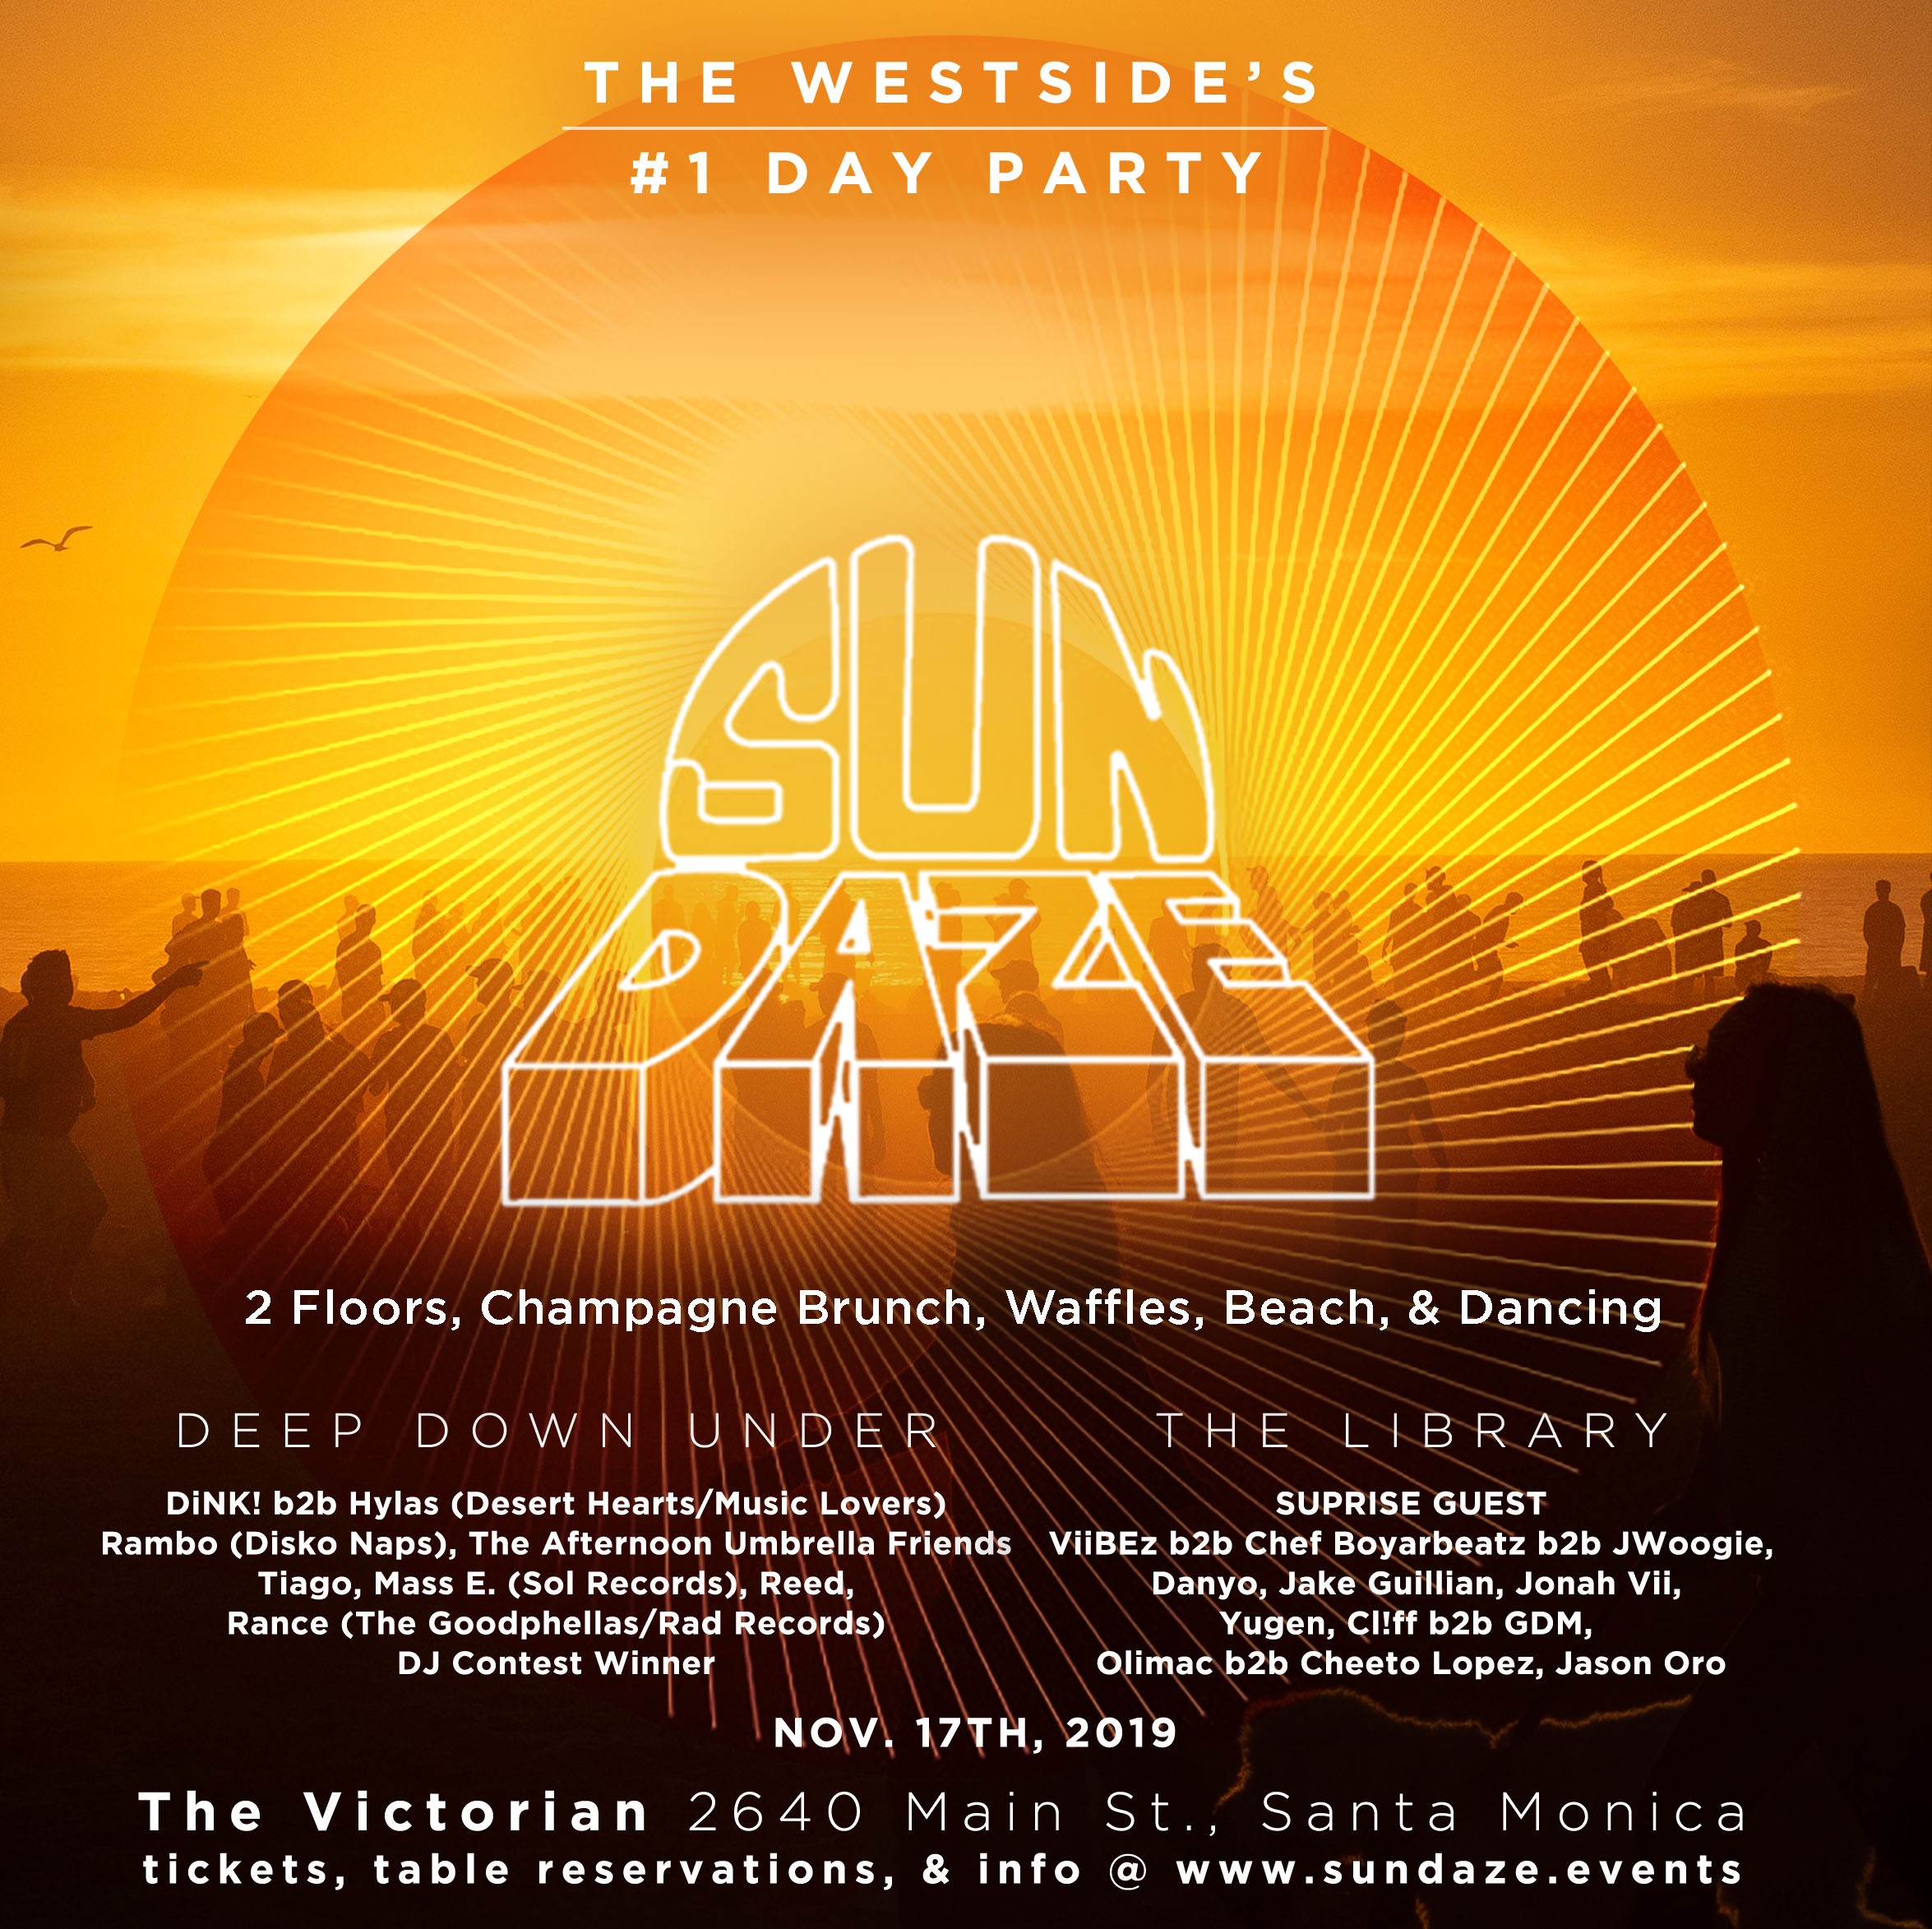 THE WESTSIDE'S
#1 DAY PARTY
SUN
DAZE
2 Floors, Champagne Brunch, Waffles, Beach, & Dancing
DEEP DOWN UNDER
DiNK! b2b Hylas (Desert Hearts/Music Lovers)
Rambo (Disko Naps), The Afternoon Umbrella Friends
Tiago, Mass E. (Sol Records), Reed,
Rance (The Goodphellas/Rad Records)
DJ Contest Winner
THE LIBRARY
SUPRISE GUEST
ViiBEz b2b Chef Boyarbeatz b2b JWoogie,
Danyo, Jake Guillian, Jonah Vii,
Yugen, Cl!ff b2b GDM,
Olimac b2b Cheeto Lopez, Jason Oro
NOV. 17TH, 2019
The Victorian 2640 Main St., Santa Monica
tickets, table reservations, & info @ www.sundaze.events